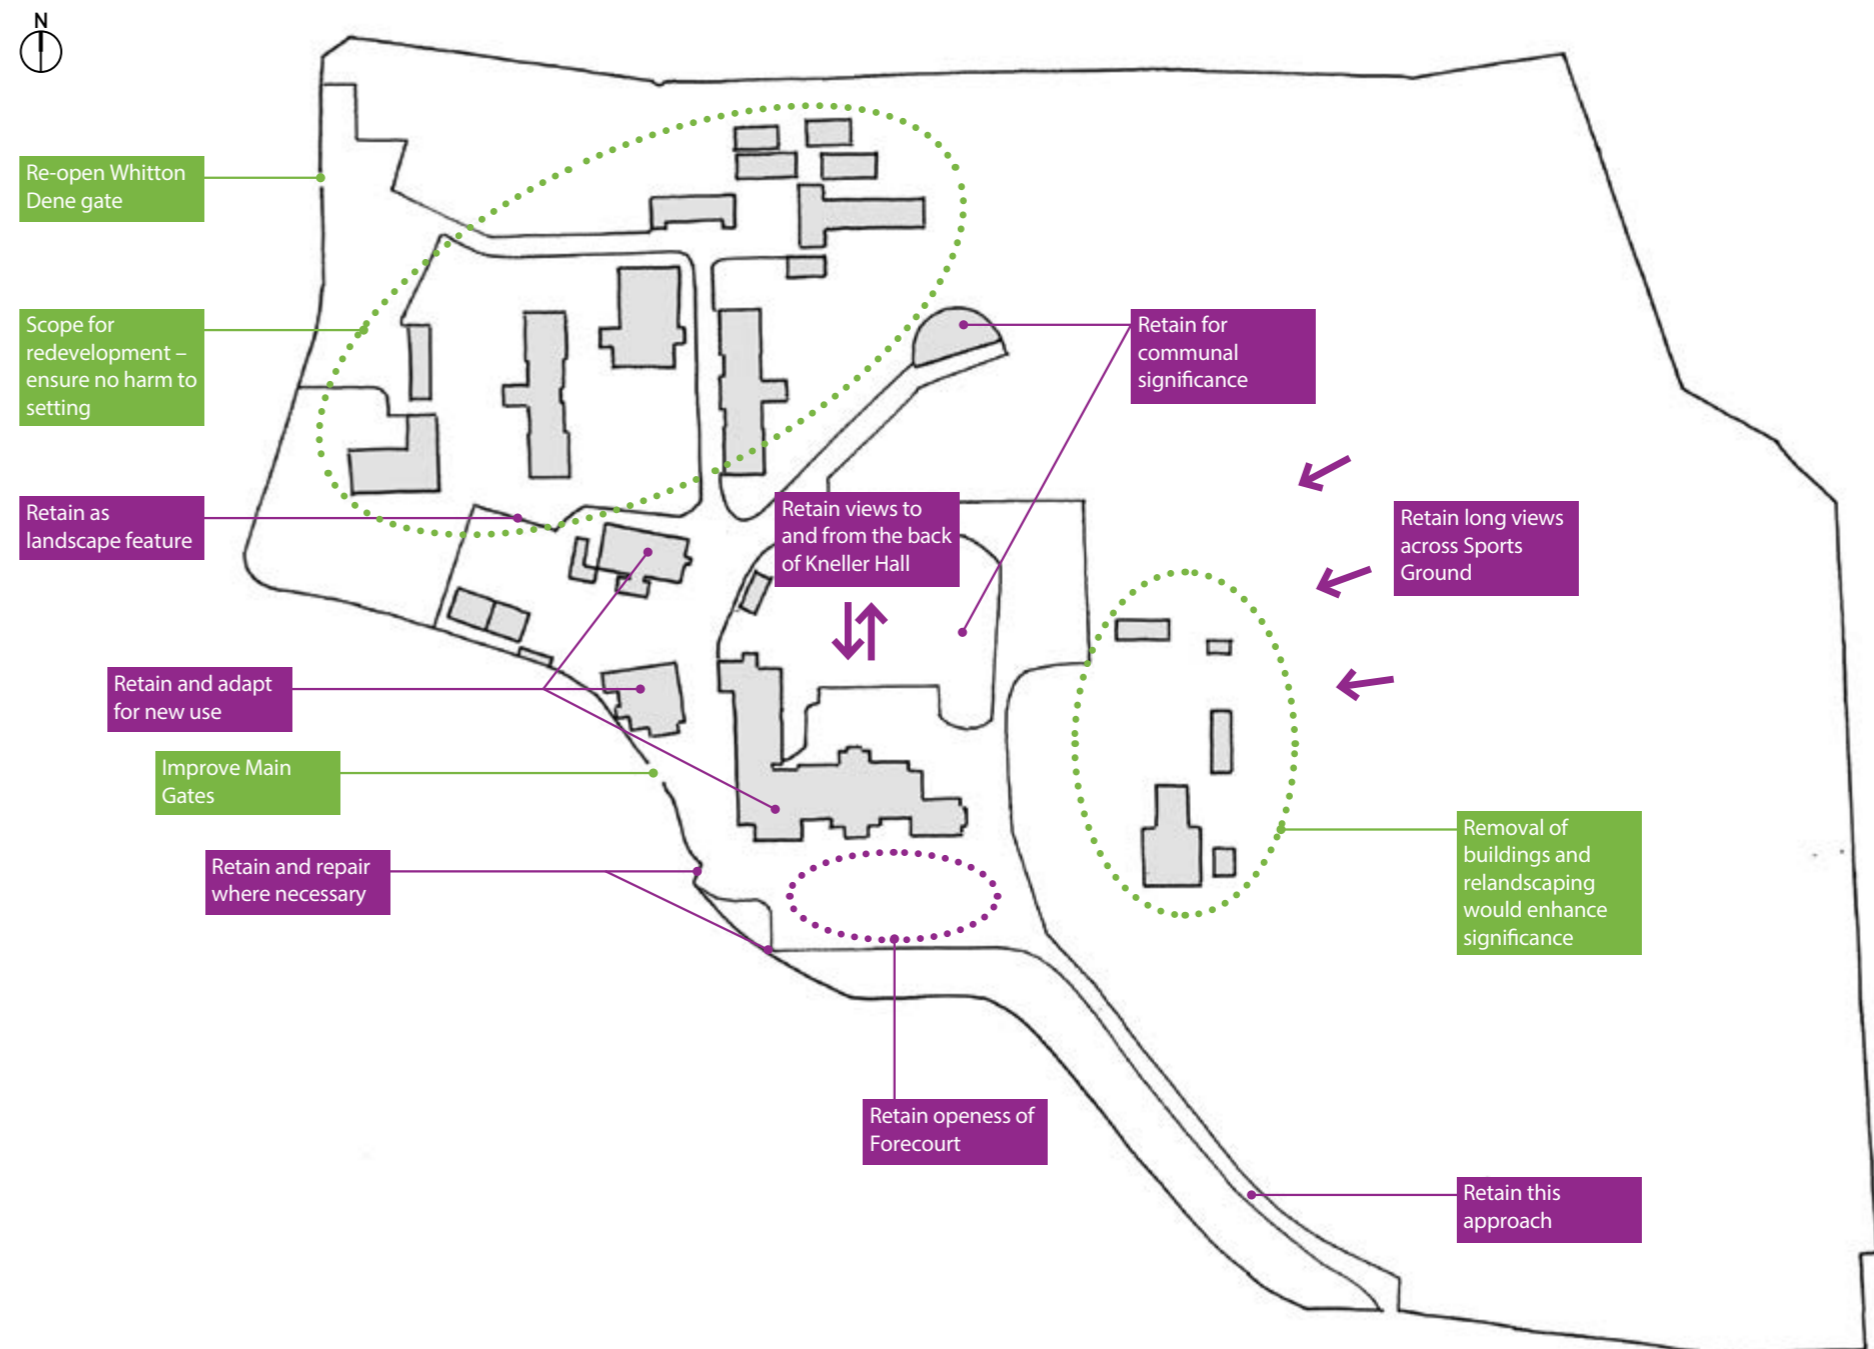 N
Re-open Whitton
Dene gate
Scope for
redevelopment –
ensure no harm to
setting
Retain as
landscape feature
Retain and adapt
for new use
Improve Main
Gates
Retain and repair
where necessary
Retain views to
and from the back
of Kneller Hall
Retain for
communal
significance
Retain long views
across Sports
Ground
Removal of
buildings and
relandscaping
would enhance
significance
Retain openess of
Forecourt
Retain this
approach